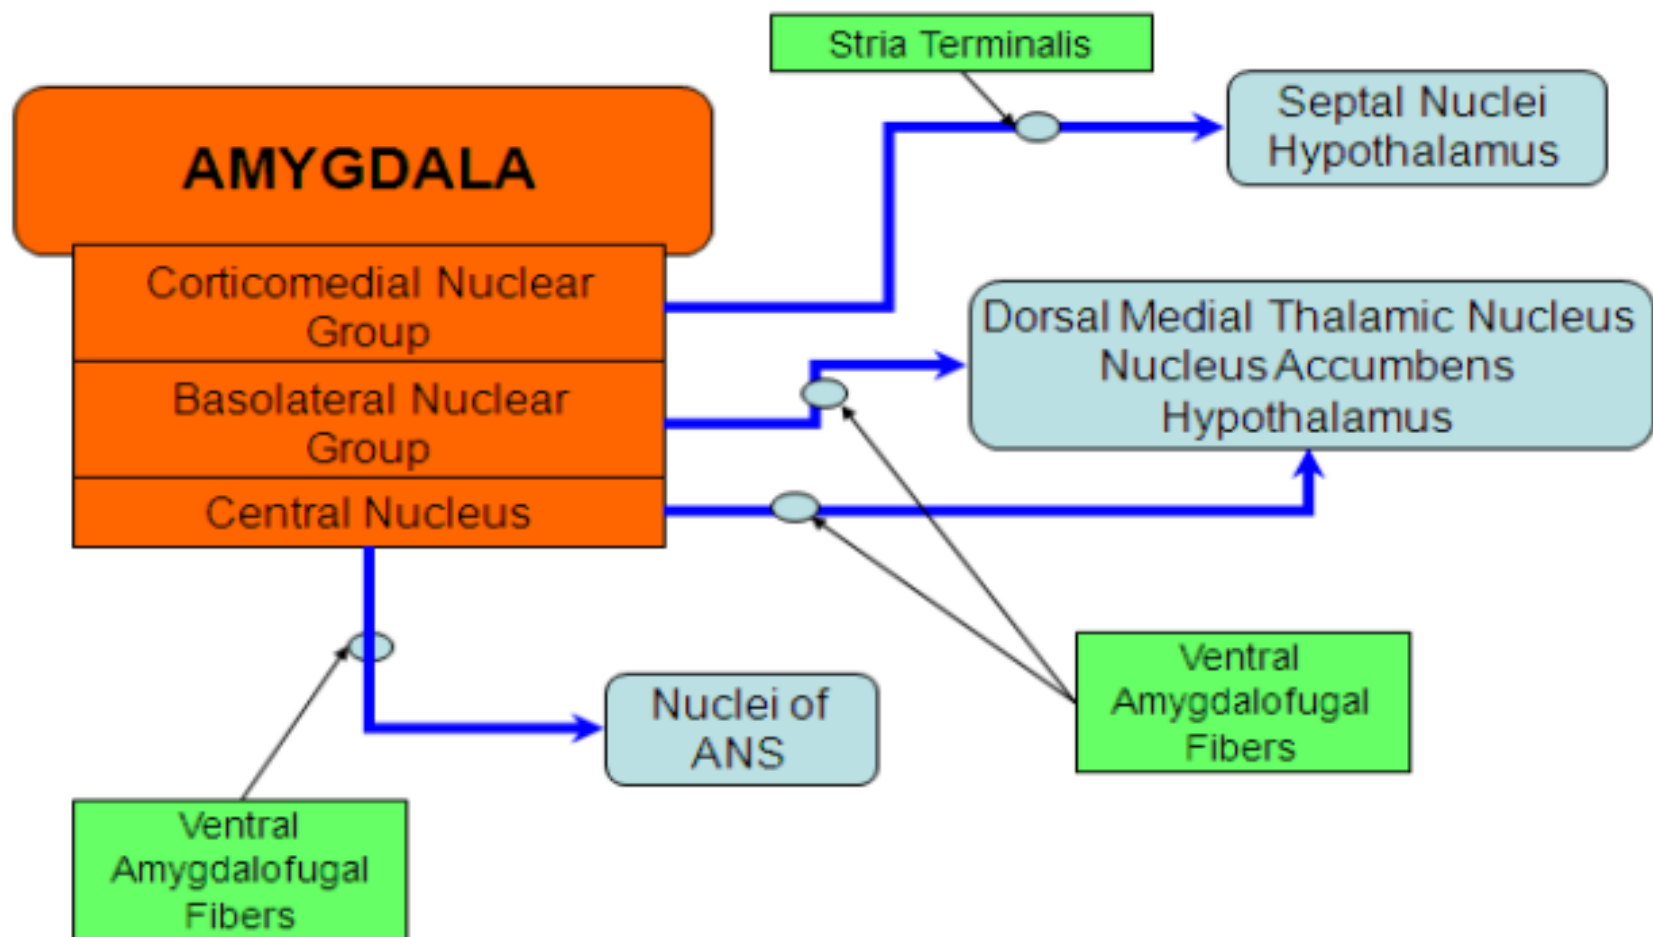 Stria Terminalis
Septal Nuclei
Hypothalamus
AMYGDALA
Corticomedial Nuclear
Group
Dorsal Medial Thalamic Nucleus
Nucleus Accumbens
Hypothalamus
Basolateral Nuclear
Group
Central Nucleus
Ventral
Amygdalofugal
Fibers
Nuclei of
ANS
Ventral
Amygdalofugal
Fibers